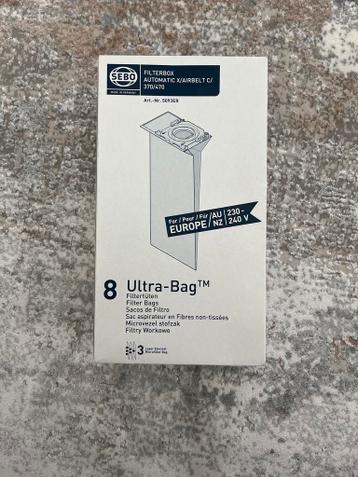 SEBO
MADE IN GERMANY
FILTERBOX
AUTOMATIC X/AIRBELT C/
370/470
Art.-Nr. 5093ER
For / Pour / Für / AU 230-
EUROPE / NZ 240 V
8 Ultra-Bag™
Filtertüten
Filter Bags
Sacos de Filtro
Sac aspirateur en Fibres non-tissées
Microvezel stofzak
Filtry Workowe
3